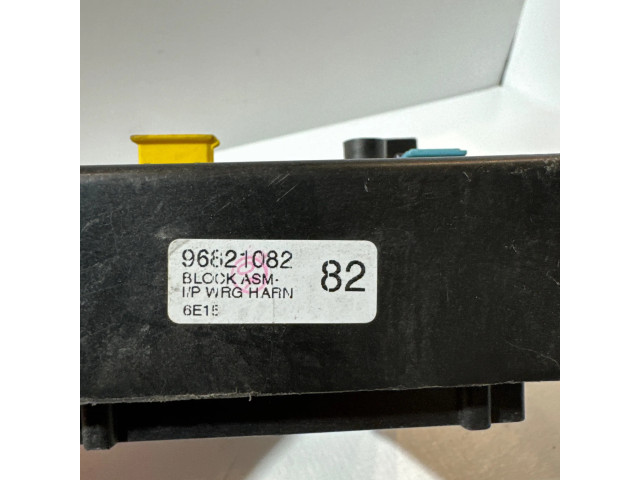 96821082
BLOCK ASM-
I/P WRG HARN
82
6E15